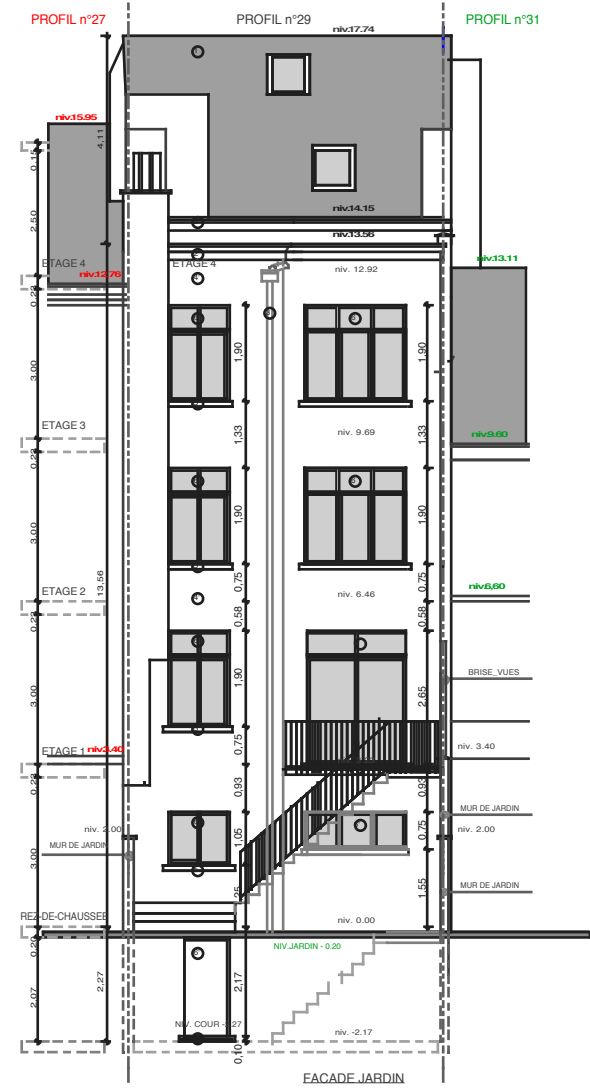 PROFIL n°27
PROFIL n°29
PROFIL n°31
niv.17.74
niv.15.95
4,11
0,15
2,50
niv.14.15
niv.13.56
ETAGE 4
ETAGE 4
niv.12.76
niv. 12.92
niv.13.11
0,23
3,00
1,90
1,90
ETAGE 3
niv. 9.69
niv.9.60
1,33
1,33
0,23
3,00
1,90
1,90
13,56
ETAGE 2
niv. 6.46
niv.6,60
0,75
0,75
0,58
0,58
0,23
3,00
1,90
2,65
BRISE_VUES
ETAGE 1
niv.3.40
niv. 3.40
0,75
0,23
0,93
0,93
MUR DE JARDIN
niv. 2.00
niv. 2.00
MUR DE JARDIN
1,05
0,75
3,00
MUR DE JARDIN
1,55
REZ-DE-CHAUSSEE
niv. 0.00
NIV.JARDIN - 0.20
0,20
2,07
2,27
2,17
NIV. COUR -2.27
niv. -2.17
0,10
FACADE JARDIN